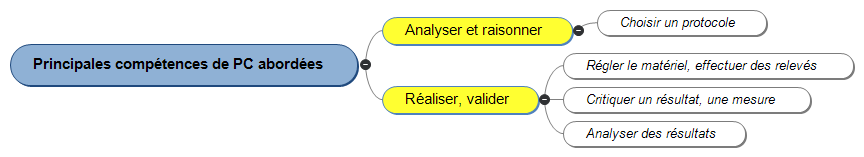 Principales compétences de PC abordées
Analyser et raisonner
Choisir un protocole
Réaliser, valider
Régler le matériel, effectuer des relevés
Critiquer un résultat, une mesure
Analyser des résultats